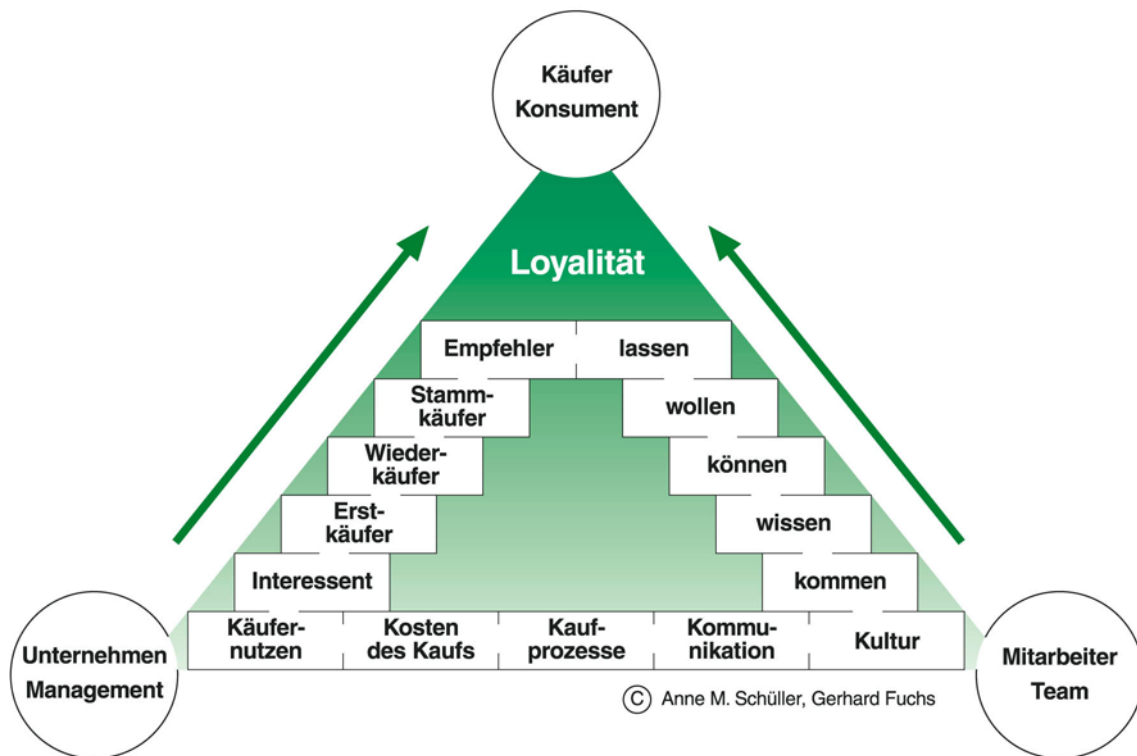 Käufer
Konsument
Loyalität
Empfehler lassen
Stamm-
käufer
wollen
Wieder-
käufer
können
Erst-
käufer
wissen
Interessent kommen
Käufer-
nutzen
Kosten
des Kaufs
Kauf-
prozesse
Kommu-
nikation
Kultur
Unternehmen
Management
Mitarbeiter
Team
© Anne M. Schüller, Gerhard Fuchs